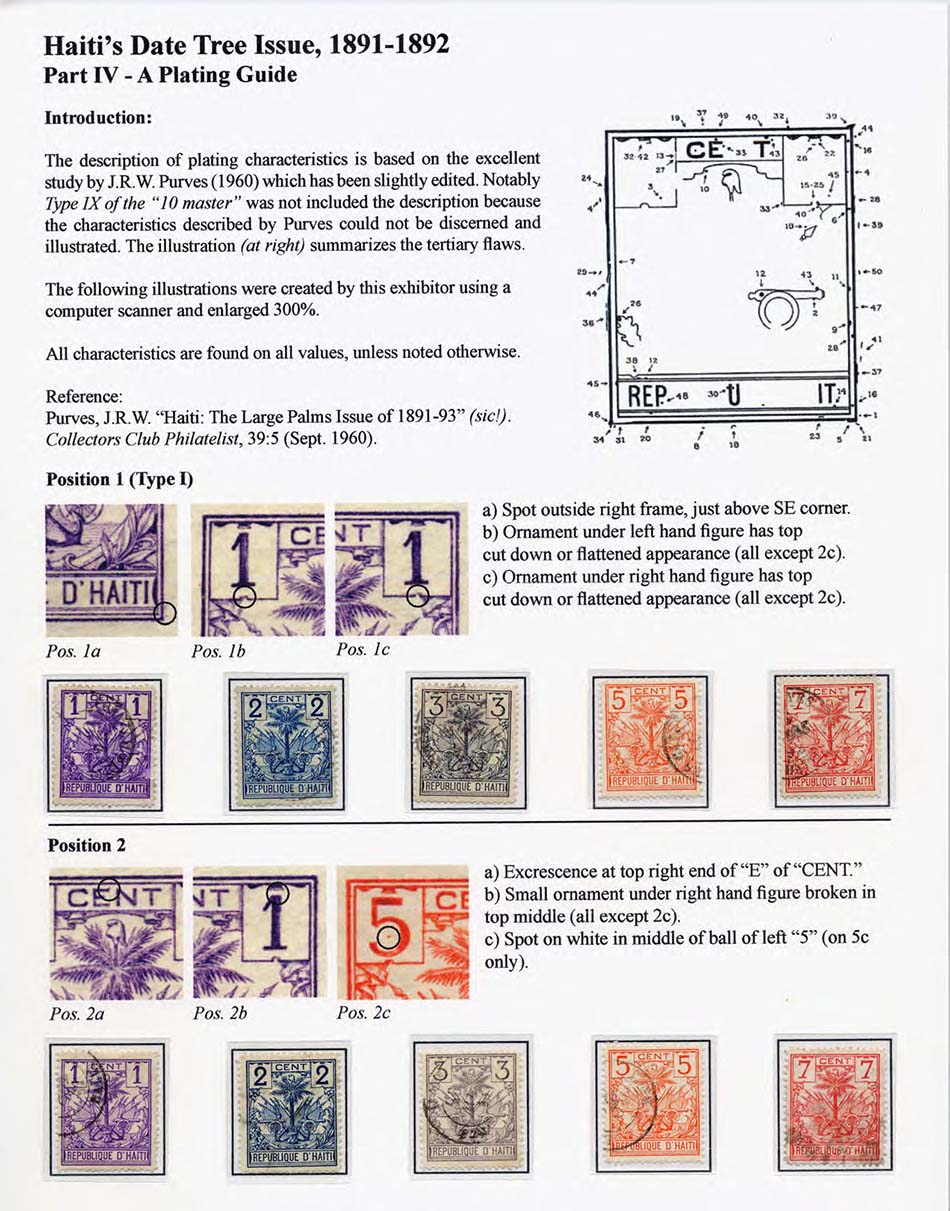 Haiti's Date Tree Issue, 1891-1892
Part IV - A Plating Guide
Introduction:
The description of plating characteristics is based on the excellent
study by J.R.W. Purves (1960) which has been slightly edited. Notably
Type IX of the "10 master" was not included the description because
the characteristics described by Purves could not be discerned and
illustrated. The illustration (at right) summarizes the tertiary flaws.
The following illustrations were created by this exhibitor using a
computer scanner and enlarged 300%.
All characteristics are found on all values, unless noted otherwise.
Reference:
Purves, J.R.W. "Haiti: The Large Palms Issue of 1891-93" (sic!).
Collectors Club Philatelist, 39:5 (Sept. 1960).
19 37 49 40 32 39 44
32-42 13 CÉ 33 T 43 26 22 16
24 3 10 15-25 45 4
4 33 40 6 28
19 39
7
29 12 43 11 50
44 2 47
36 26 9
28 41
38 12 37
45 REP 48 30 U IT 14 16
46 1
34 31 20 8 18 23 5 21
Position 1 (Type I)
D'HAITI
CENT
1
NT
1
a) Spot outside right frame, just above SE corner.
b) Ornament under left hand figure has top
cut down or flattened appearance (all except 2c).
c) Ornament under right hand figure has top
cut down or flattened appearance (all except 2c).
Pos. 1a Pos. 1b Pos. 1c
1 CENT 1
REPUBLIQUE D'HAITI
2 CENT 2
REPUBLIQUE D'HAITI
3 CENT 3
REPUBLIQUE D'HAITI
5 CENT 5
REPUBLIQUE D'HAITI
7 CENT 7
REPUBLIQUE D'HAITI
Position 2
CENT
NT 1
5 CE
a) Excrescence at top right end of "E" of "CENT."
b) Small ornament under right hand figure broken in
top middle (all except 2c).
c) Spot on white in middle of ball of left "5" (on 5c
only).
Pos. 2a Pos. 2b Pos. 2c
1 CENT 1
REPUBLIQUE D'HAITI
2 CENT 2
REPUBLIQUE D'HAITI
3 CENT 3
REPUBLIQUE D'HAITI
5 CENT 5
REPUBLIQUE D'HAITI
7 CENT 7
REPUBLIQUE D'HAITI